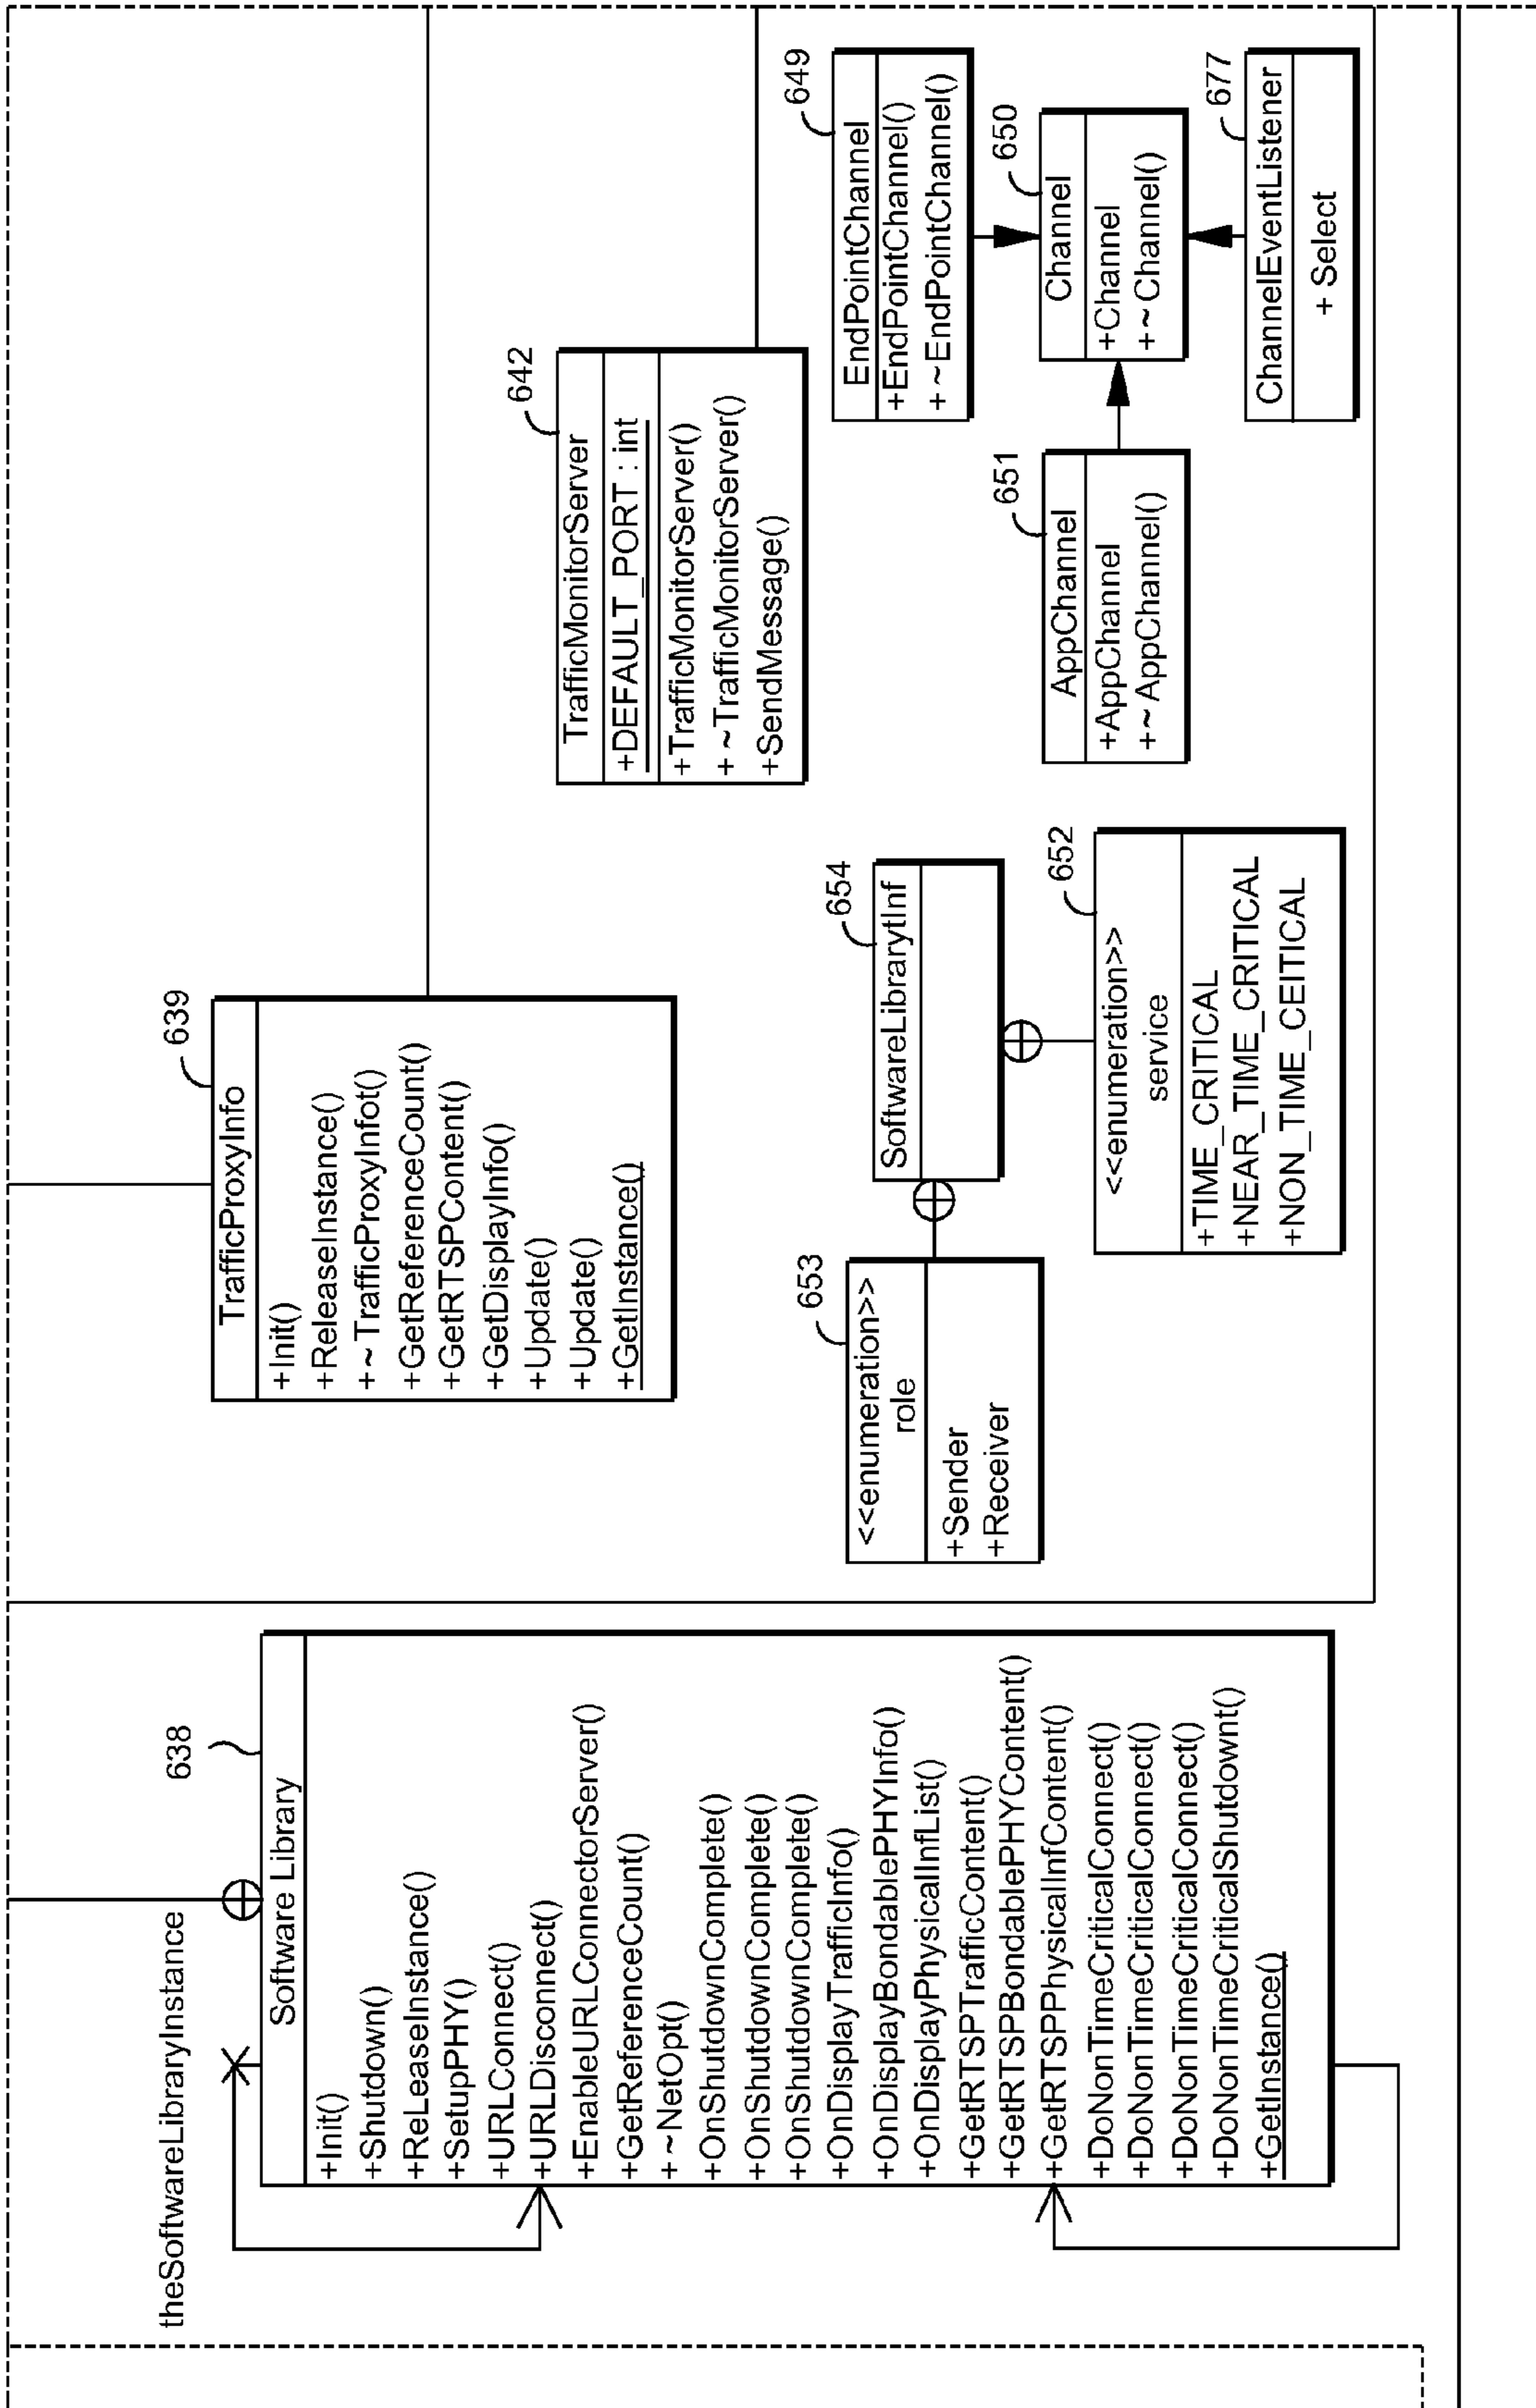 theSoftwareLibraryInstance
638
Software Library
+Init()
+Shutdown()
+ReLeaseInstance()
+SetupPHY()
+URLConnect()
+URLDisconnect()
+EnableURLConnectorServer()
+GetReferenceCount()
+~NetOpt()
+OnShutdownComplete()
+OnShutdownComplete()
+OnShutdownComplete()
+OnDisplayTrafficInfo()
+OnDisplayBondablePHYInfo()
+OnDisplayPhysicalInfList()
+GetRTSPTrafficContent()
+GetRTSPBondablePHYContent()
+GetRTSPPhysicalInfContent()
+DoNonTimeCriticalConnect()
+DoNonTimeCriticalConnect()
+DoNonTimeCriticalConnect()
+DoNonTimeCriticalShutdownt()
+GetInstance()
639
TrafficProxyInfo
+Init()
+ReleaseInstance()
+~TrafficProxyInfot()
+GetReferenceCount()
+GetRTSPContent()
+GetDisplayInfo()
+Update()
+Update()
+GetInstance()
642
TrafficMonitorServer
+DEFAULT_PORT : int
+TrafficMonitorServer()
+~TrafficMonitorServer()
+SendMessage()
653
<<enumeration>>
role
+Sender
+Receiver
654
SoftwareLibrarytInf
652
<<enumeration>>
service
+TIME_CRITICAL
+NEAR_TIME_CRITICAL
+NON_TIME_CEITICAL
649
EndPointChannel
+EndPointChannel()
+~EndPointChannel()
651
AppChannel
+AppChannel
+~AppChannel()
650
Channel
+Channel
+~Channel()
677
ChannelEventListener
+ Select